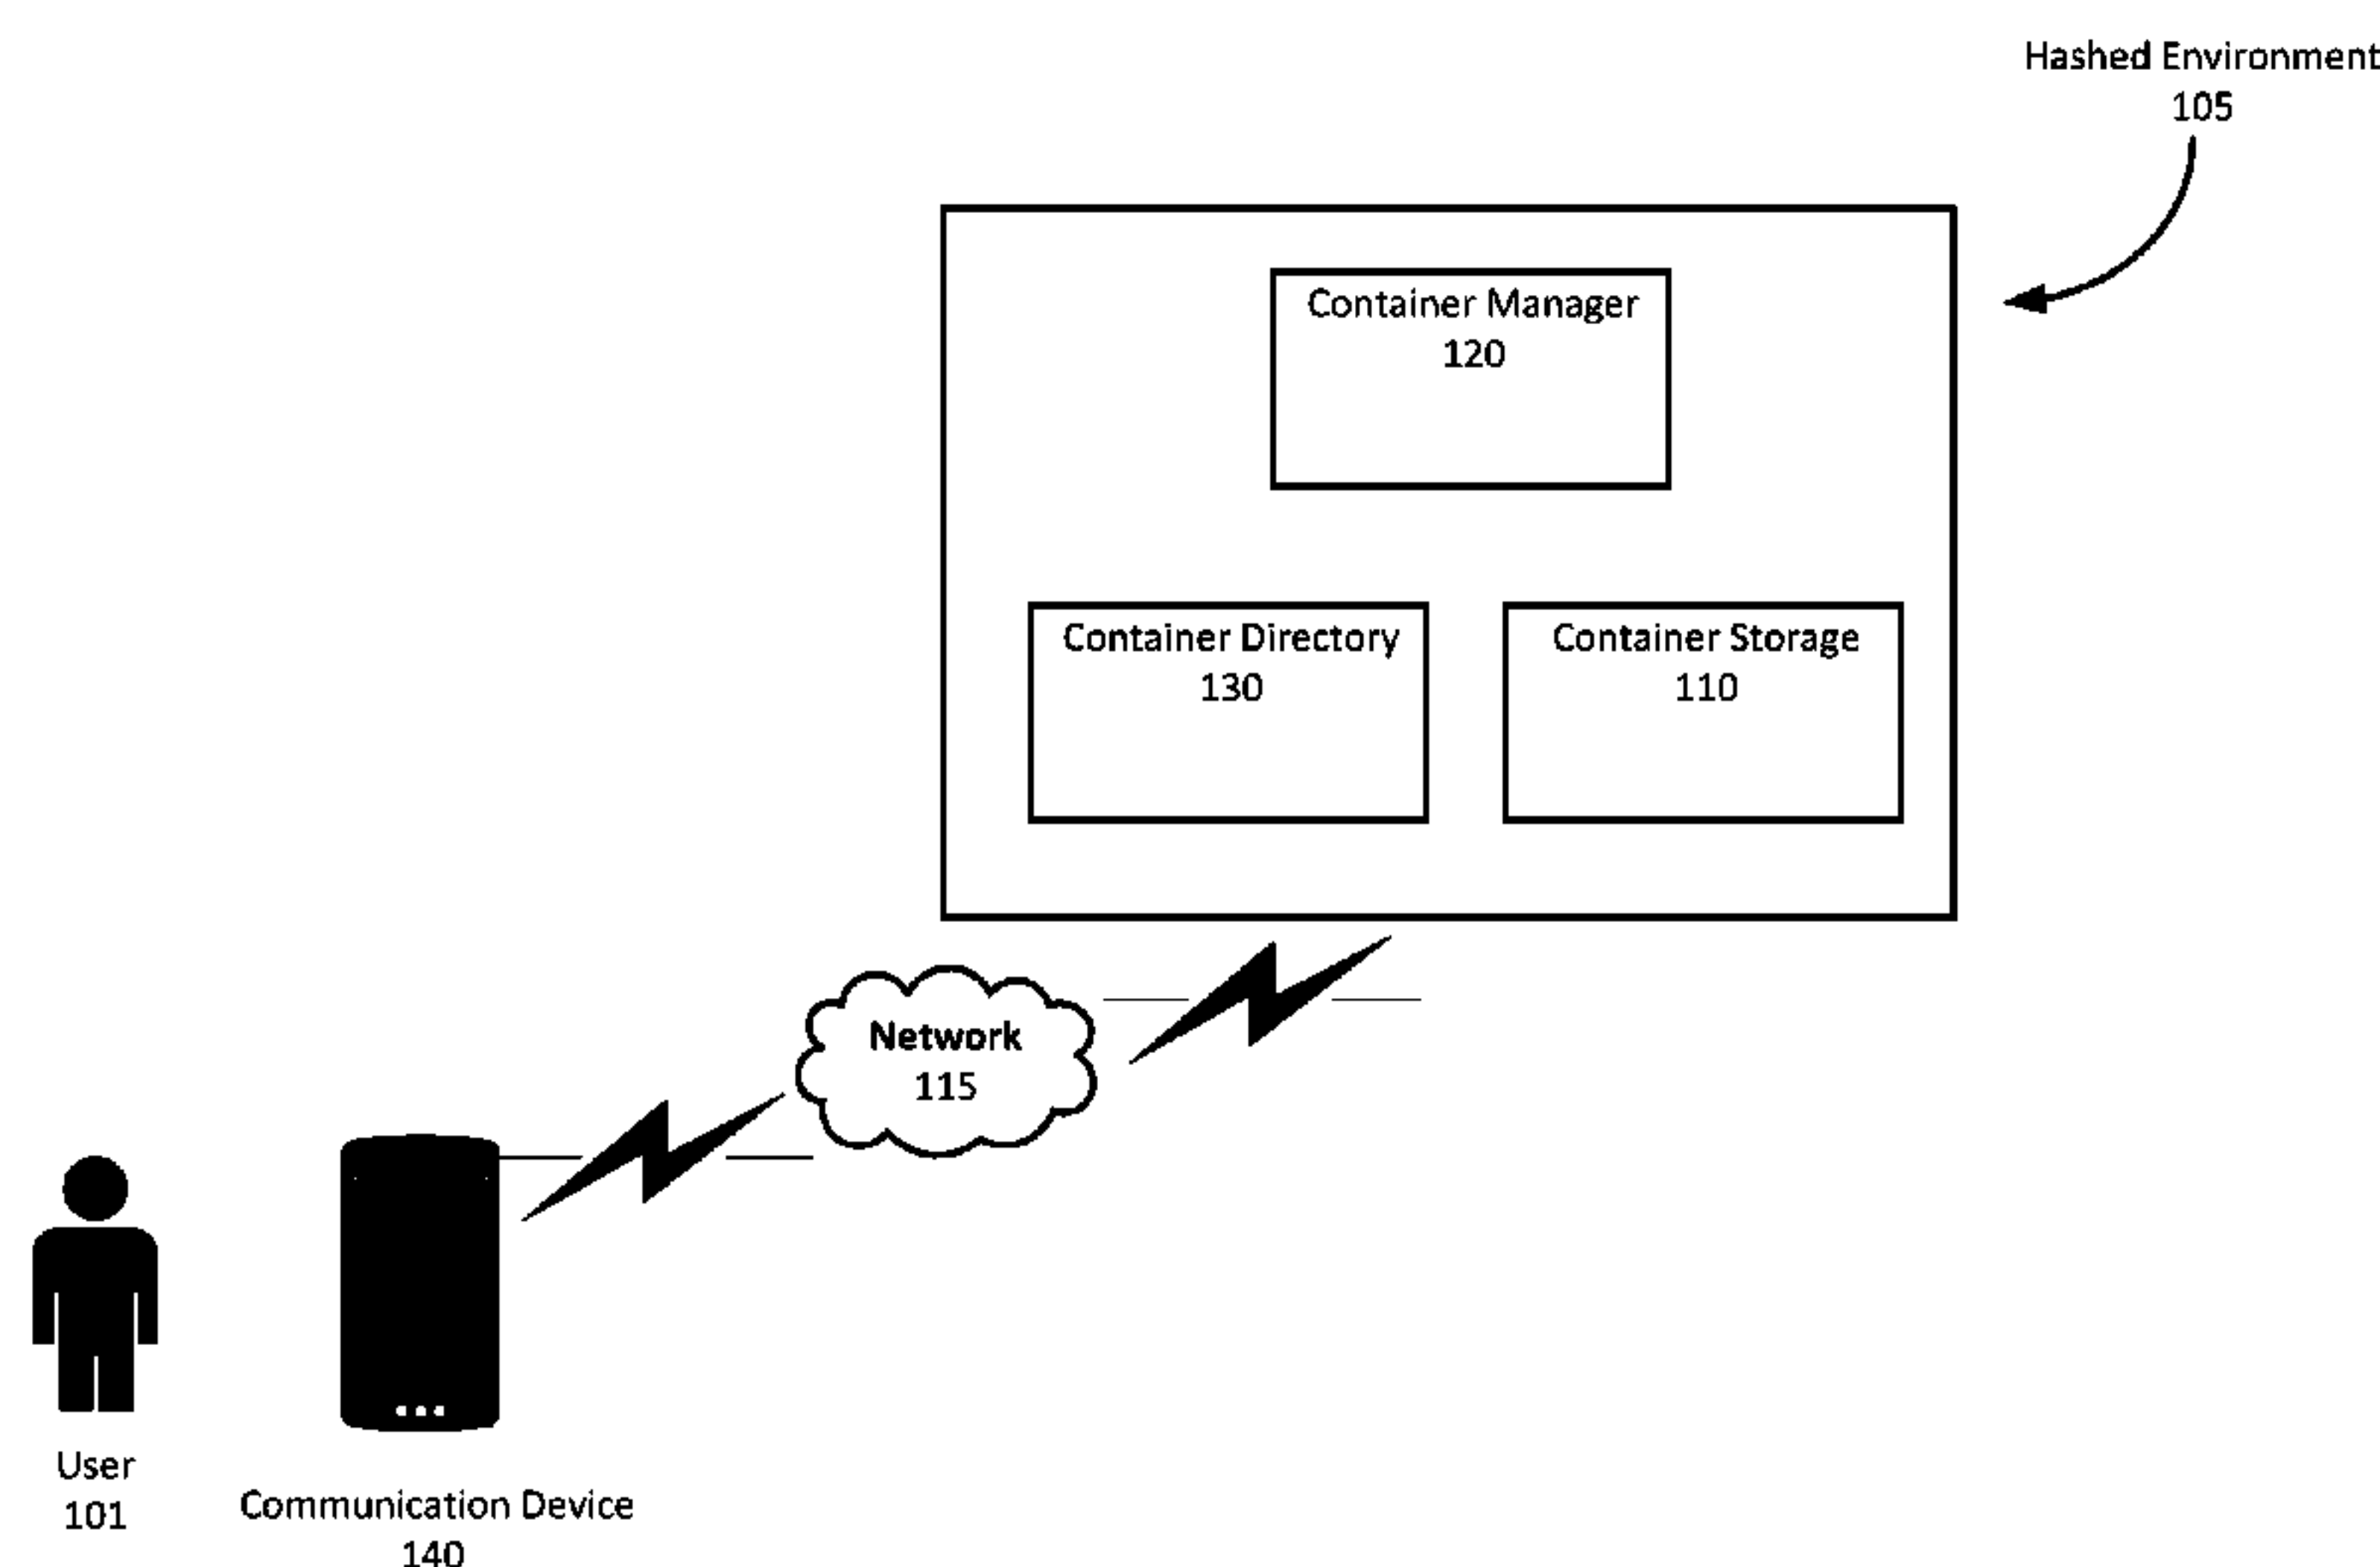 Hashed Environment
105
Container Manager
120
Container Directory
130
Container Storage
110
Network
115
User
101
Communication Device
140